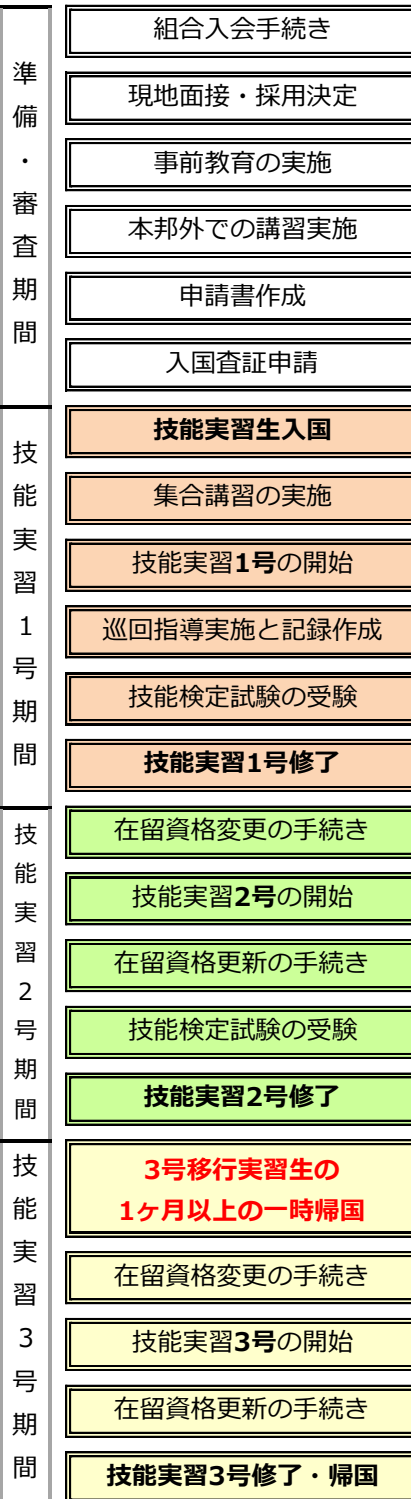 準備・審査期間
組合入会手続き
現地面接・採用決定
事前教育の実施
本邦外での講習実施
申請書作成
入国査証申請
技能実習1号期間
技能実習生入国
集合講習の実施
技能実習1号の開始
巡回指導実施と記録作成
技能検定試験の受験
技能実習1号修了
技能実習2号期間
在留資格変更の手続き
技能実習2号の開始
在留資格更新の手続き
技能検定試験の受験
技能実習2号修了
技能実習3号期間
3号移行実習生の
1ヶ月以上の一時帰国
在留資格変更の手続き
技能実習3号の開始
在留資格更新の手続き
技能実習3号修了・帰国